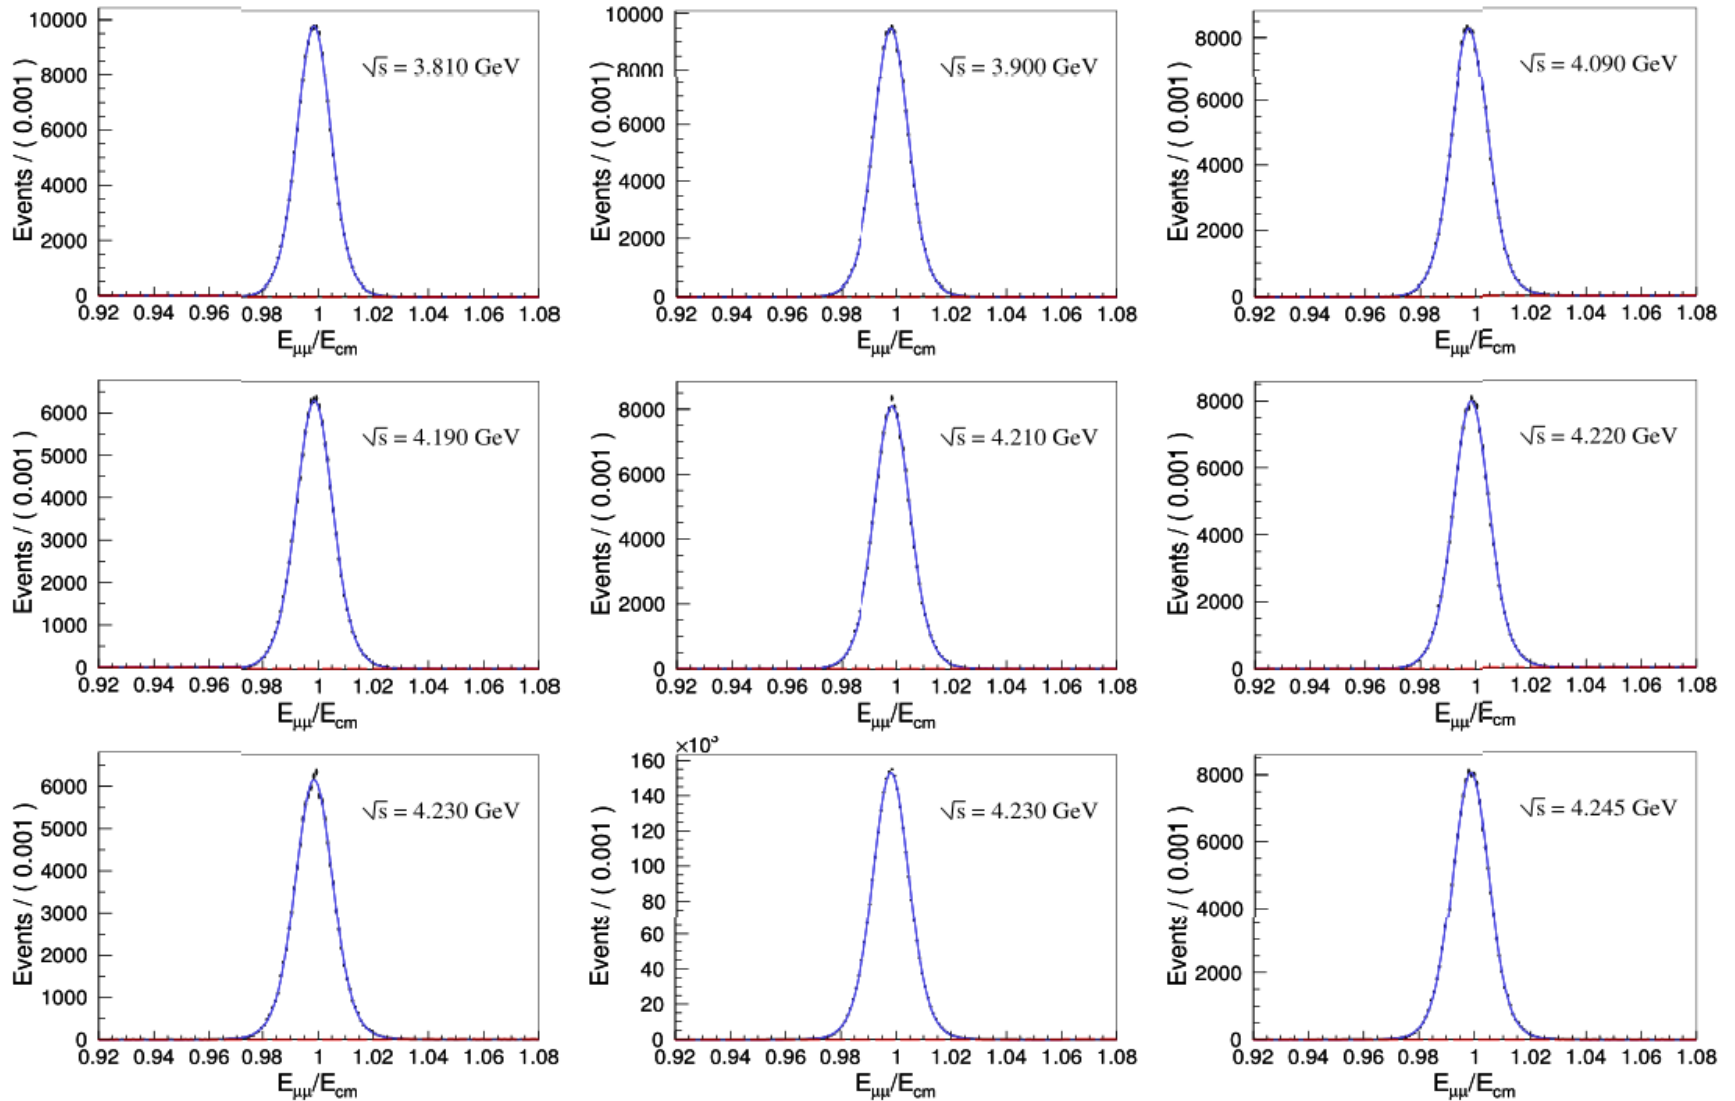 10000
8000
6000
4000
2000
0
Events / ( 0.001 )
√s = 3.810 GeV
0.92 0.94 0.96 0.98 1 1.02 1.04 1.06 1.08
Eμμ/Ecm
10000
8000
6000
4000
2000
0
Events / ( 0.001 )
√s = 3.900 GeV
0.92 0.94 0.96 0.98 1 1.02 1.04 1.06 1.08
Eμμ/Ecm
8000
6000
4000
2000
0
Events / ( 0.001 )
√s = 4.090 GeV
0.92 0.94 0.96 0.98 1 1.02 1.04 1.06 1.08
Eμμ/Ecm
6000
5000
4000
3000
2000
1000
0
Events / ( 0.001 )
√s = 4.190 GeV
0.92 0.94 0.96 0.98 1 1.02 1.04 1.06 1.08
Eμμ/Ecm
8000
6000
4000
2000
0
Events / ( 0.001 )
√s = 4.210 GeV
0.92 0.94 0.96 0.98 1 1.02 1.04 1.06 1.08
Eμμ/Ecm
8000
6000
4000
2000
0
Events / ( 0.001 )
√s = 4.220 GeV
0.92 0.94 0.96 0.98 1 1.02 1.04 1.06 1.08
Eμμ/Ecm
6000
5000
4000
3000
2000
1000
0
Events / ( 0.001 )
√s = 4.230 GeV
0.92 0.94 0.96 0.98 1 1.02 1.04 1.06 1.08
Eμμ/Ecm
×10³
160
140
120
100
80
60
40
20
0
Events / ( 0.001 )
√s = 4.230 GeV
0.92 0.94 0.96 0.98 1 1.02 1.04 1.06 1.08
Eμμ/Ecm
8000
6000
4000
2000
0
Events / ( 0.001 )
√s = 4.245 GeV
0.92 0.94 0.96 0.98 1 1.02 1.04 1.06 1.08
Eμμ/Ecm